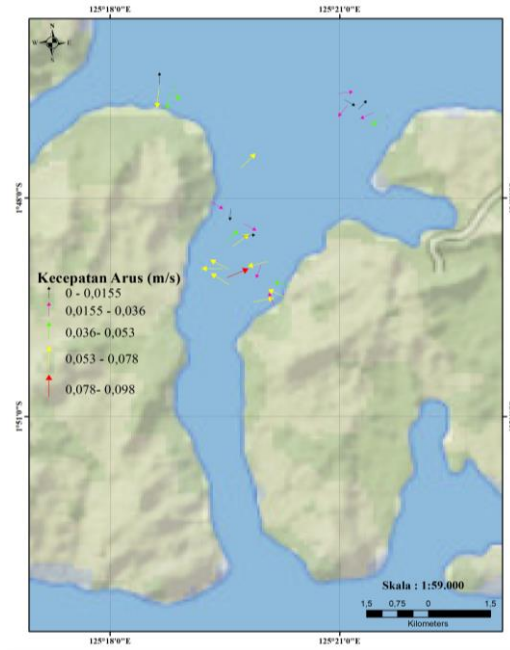 125°18'0"E 125°21'0"E
N
W E
S
1°48'0"S
Kecepatan Arus (m/s)
0 - 0,0155
0,0155 - 0,036
0,036- 0,053
0,053 - 0,078
0,078- 0,098
1°51'0"S
Skala : 1:59.000
1,5 0,75 0 1,5
Kilometers
125°18'0"E 125°21'0"E